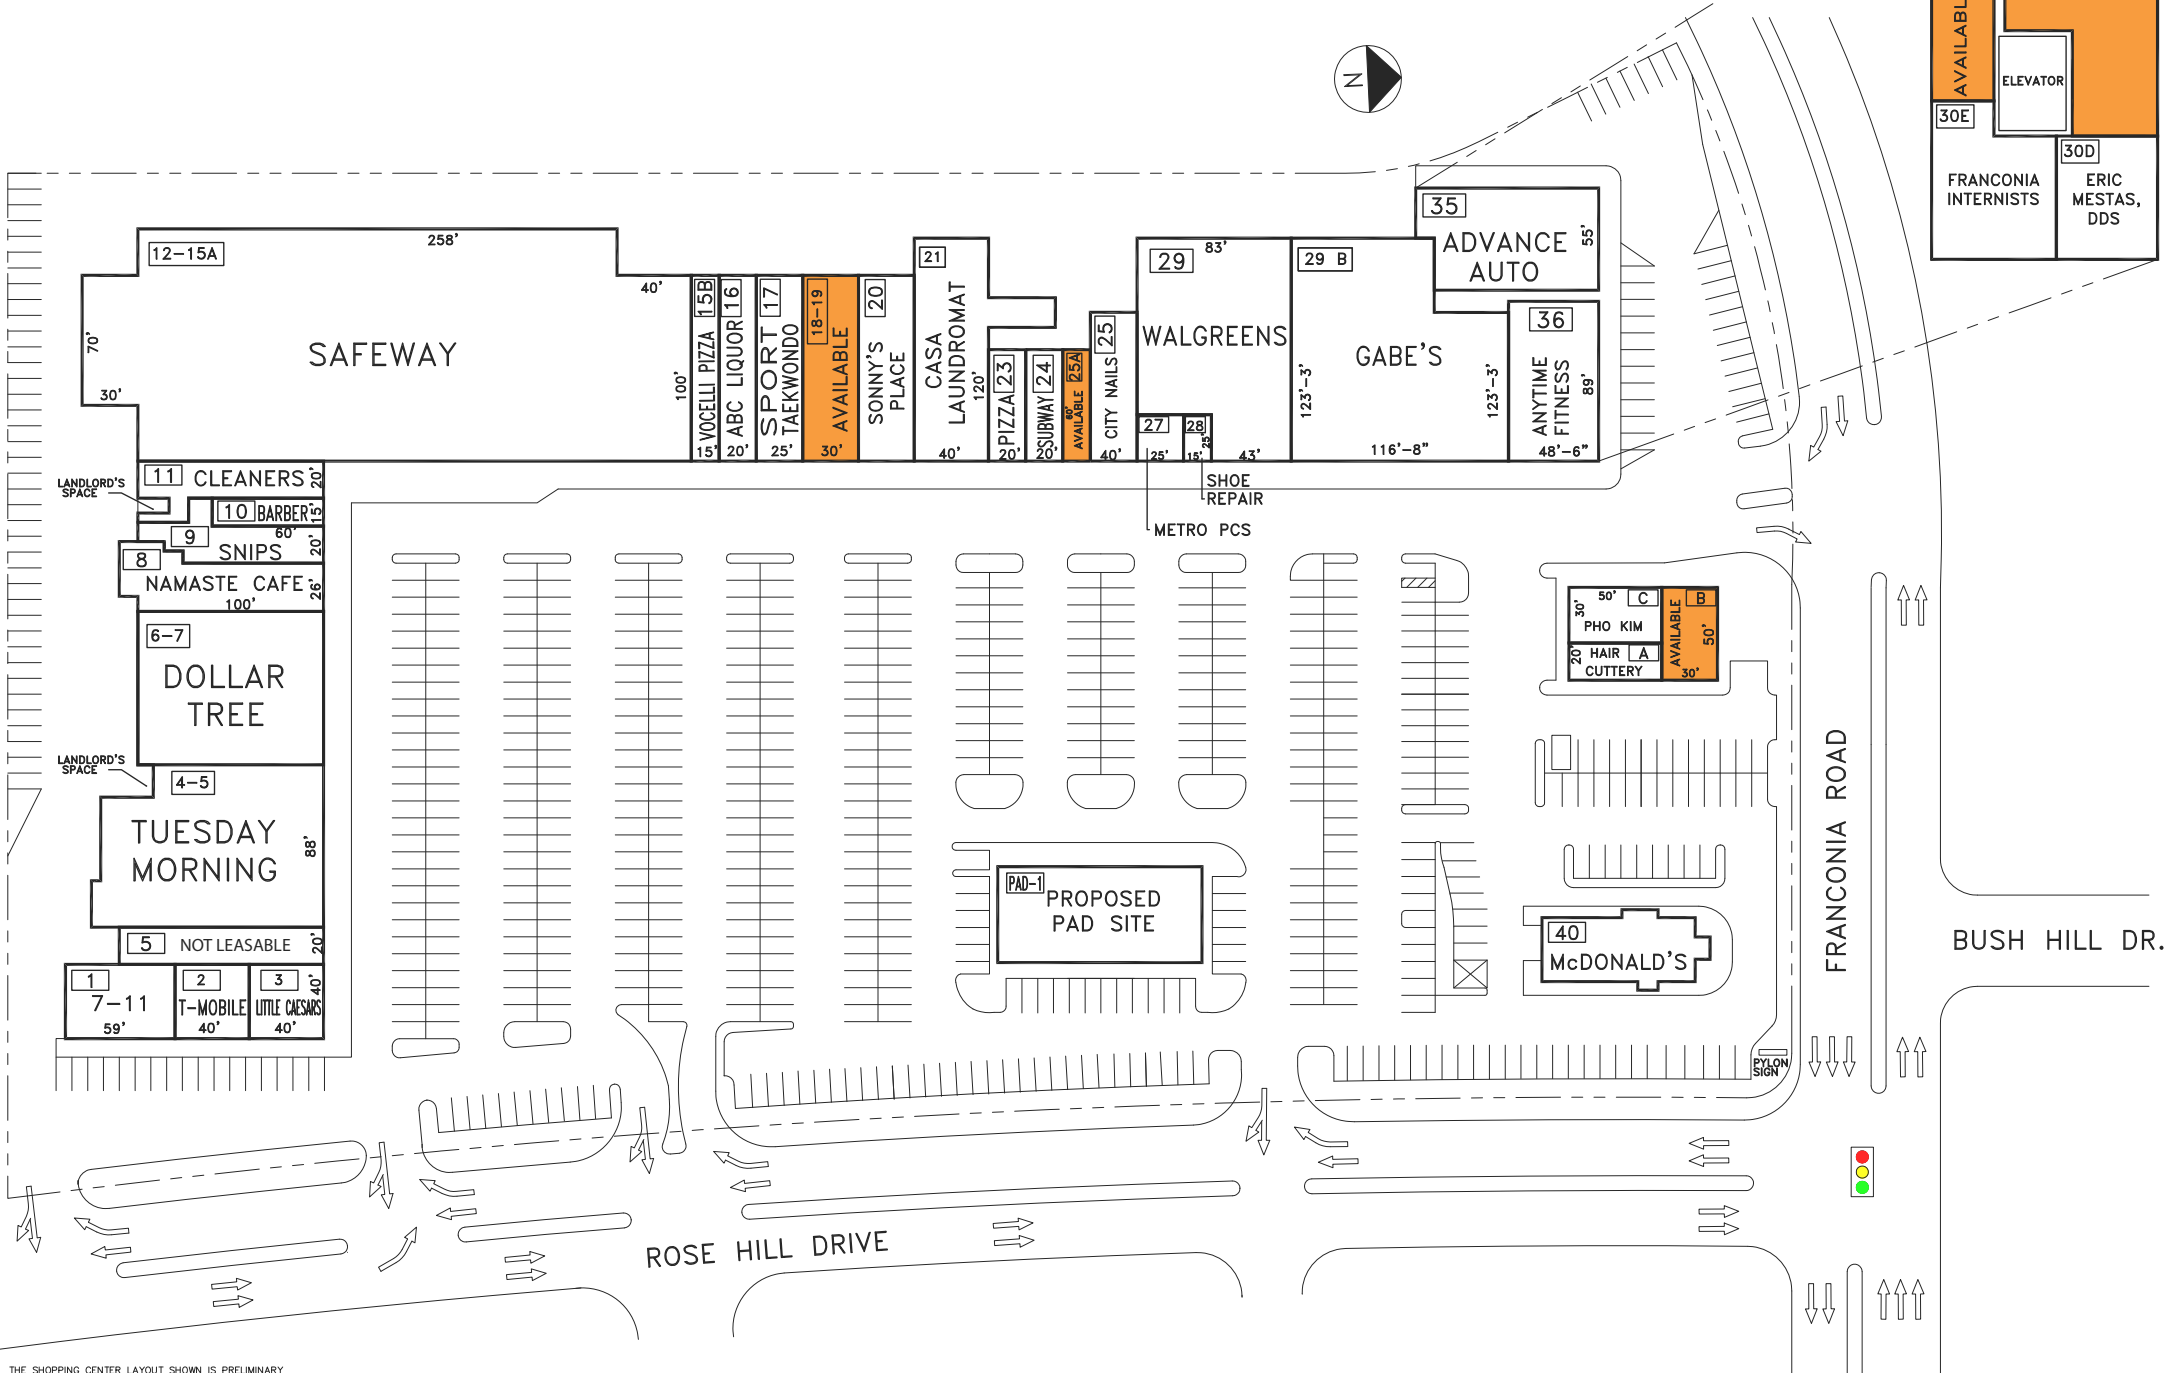 AVAILABL
ELEVATOR
30E
30D
FRANCONIA
INTERNISTS
ERIC
MESTAS,
DDS
N
12-15A
258'
SAFEWAY
70'
30'
40'
100'
15B
VOCELLI PIZZA
15'
16
ABC LIQUOR
20'
17
SPORT
TAEKWONDO
25'
18-19
AVAILABLE
30'
20
SONNY'S
PLACE
21
CASA
LAUNDROMAT
120'
40'
23
PIZZA
20'
24
SUBWAY
20'
25A
AVAILABLE
60'
25
CITY NAILS
40'
29
83'
WALGREENS
27
25'
28
25'
15'
43'
SHOE
REPAIR
METRO PCS
29 B
GABE'S
123'-3'
123'-3'
116'-8"
35
ADVANCE
AUTO
55'
36
ANYTIME
FITNESS
89'
48'-6"
11
CLEANERS
20'
LANDLORD'S
SPACE
10
BARBER
15'
60'
9
SNIPS
20'
8
NAMASTE CAFE
26'
100'
6-7
DOLLAR
TREE
LANDLORD'S
SPACE
4-5
TUESDAY
MORNING
88'
5
NOT LEASABLE
20'
1
7-11
59'
2
T-MOBILE
40'
3
LITTLE CAESARS
40'
40'
50'
C
30'
PHO KIM
20'
HAIR
A
CUTTERY
B
AVAILABLE
50'
30'
PAD-1
PROPOSED
PAD SITE
40
McDONALD'S
PYLON
SIGN
FRANCONIA ROAD
BUSH HILL DR.
ROSE HILL DRIVE
THE SHOPPING CENTER LAYOUT SHOWN IS PRELIMINARY